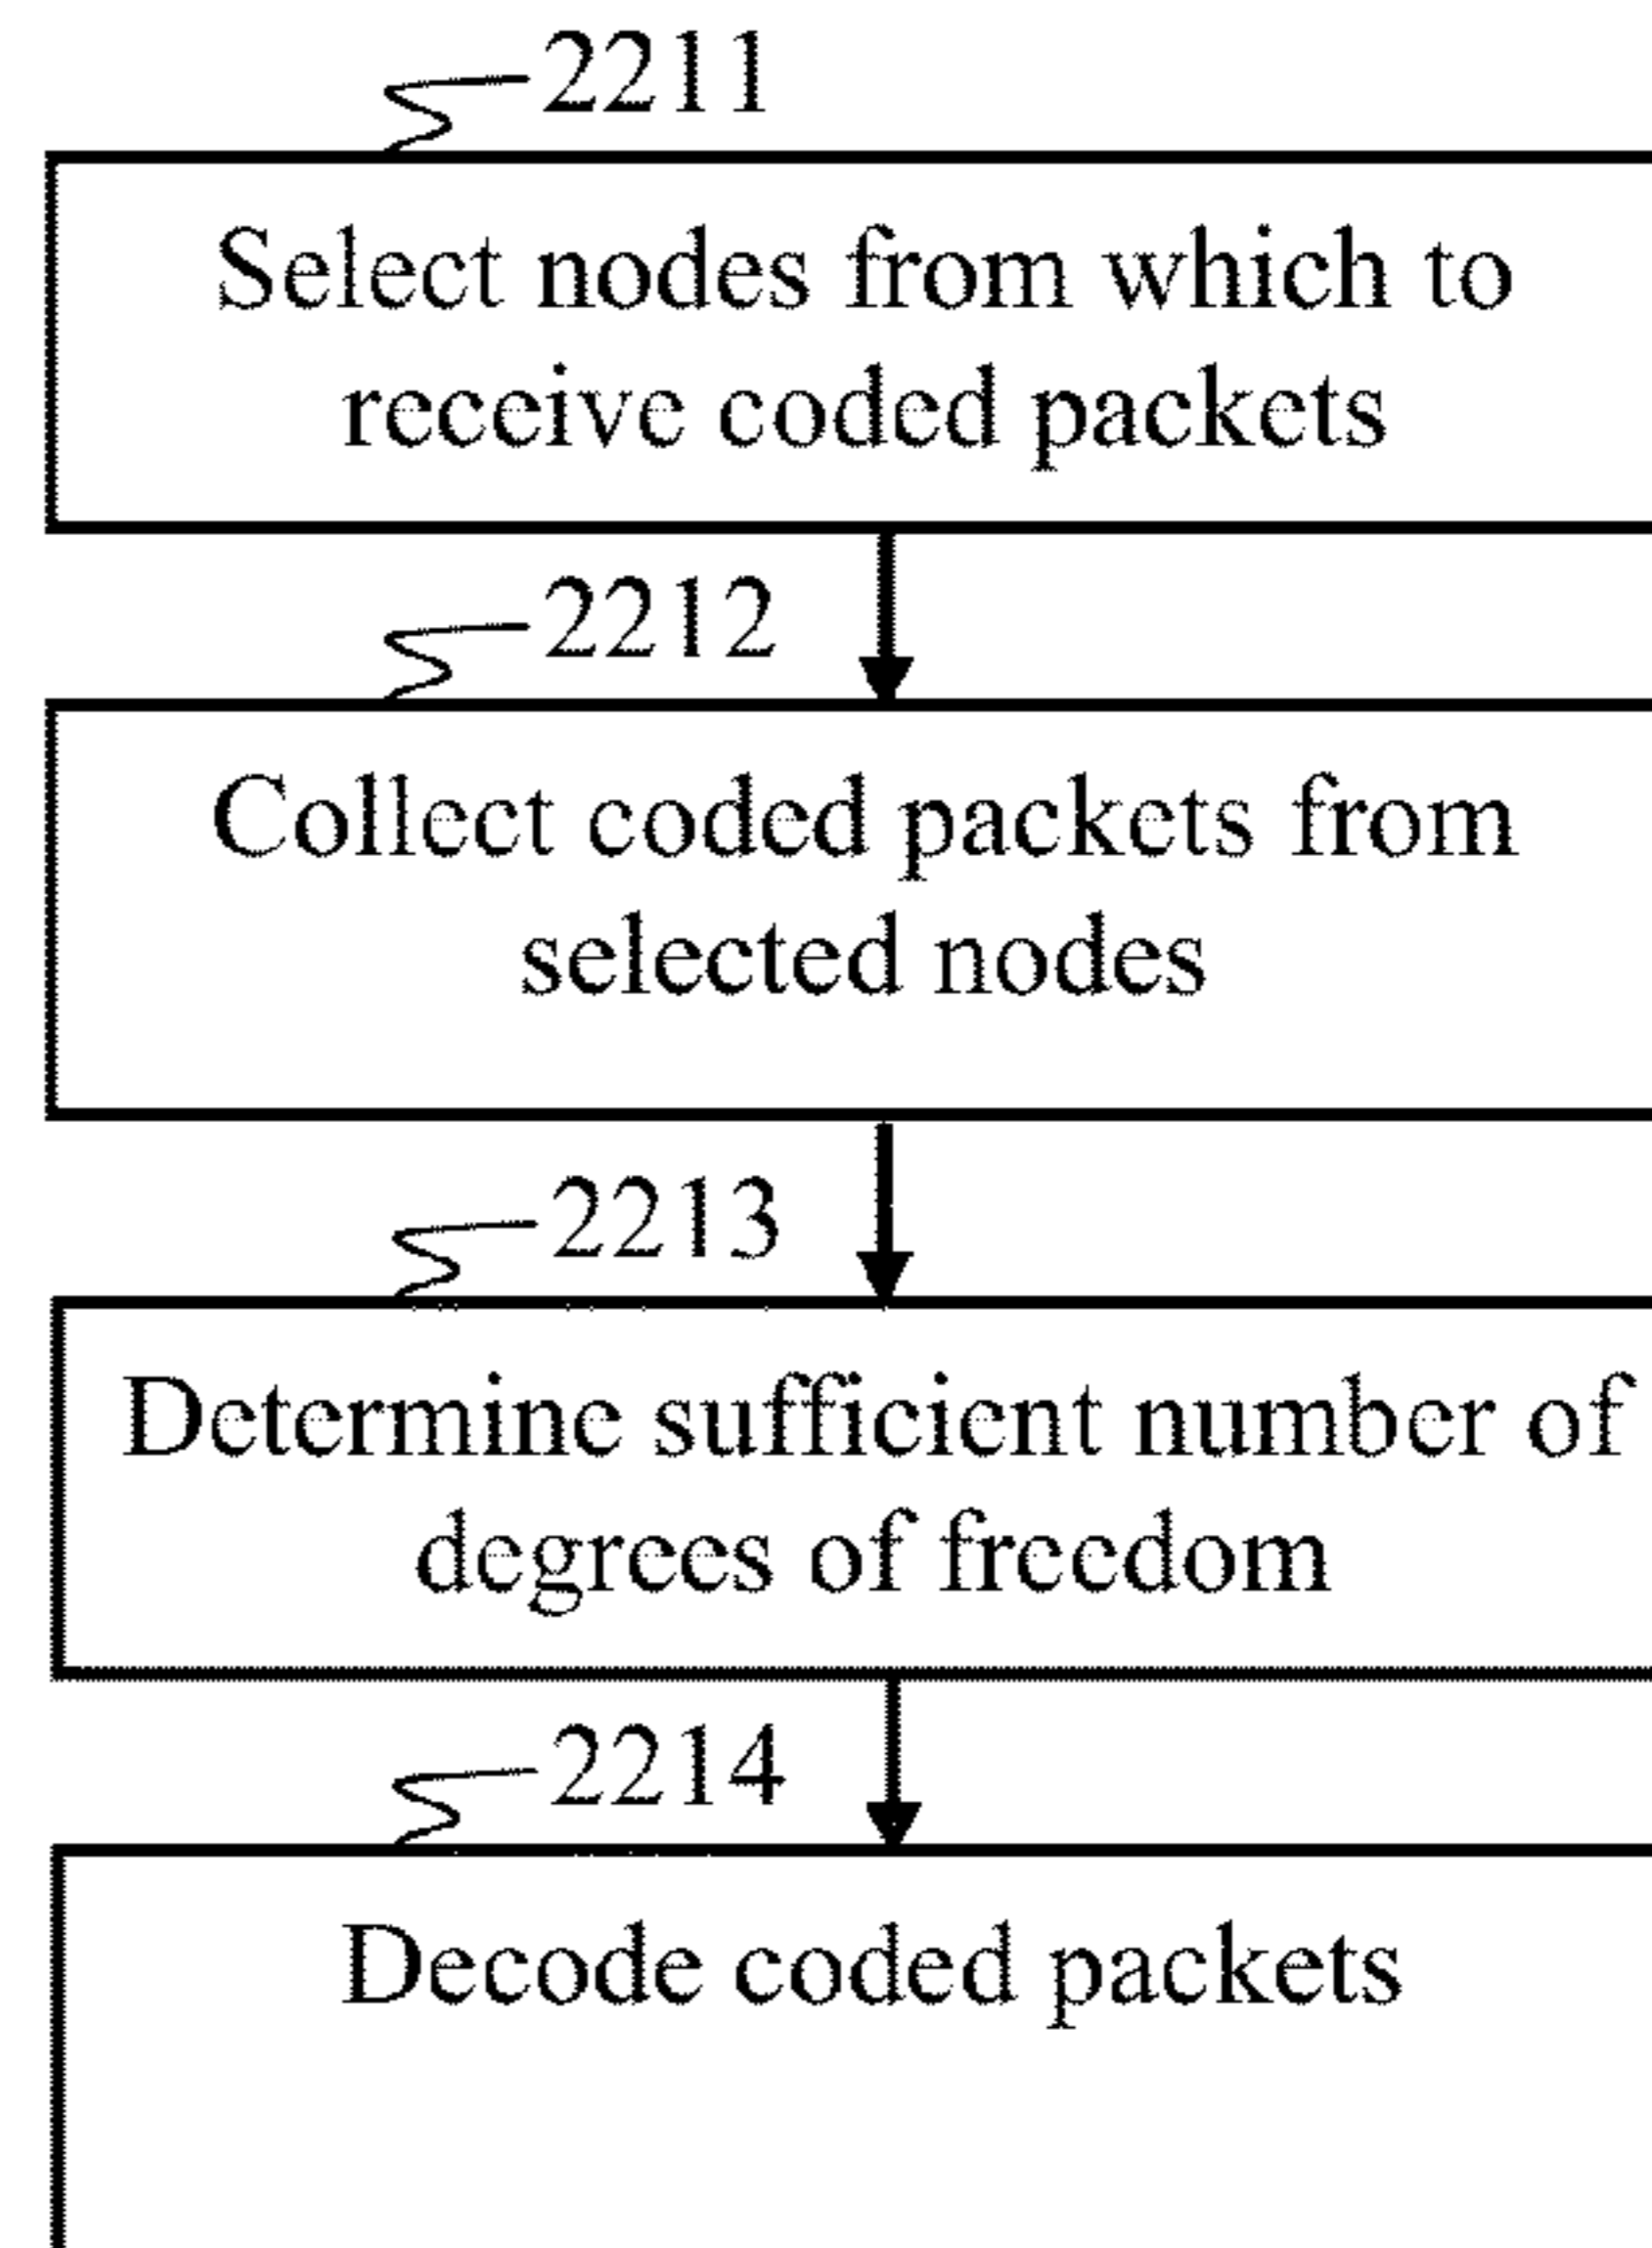 2211
Select nodes from which to
receive coded packets
2212
Collect coded packets from
selected nodes
2213
Determine sufficient number of
degrees of freedom
2214
Decode coded packets